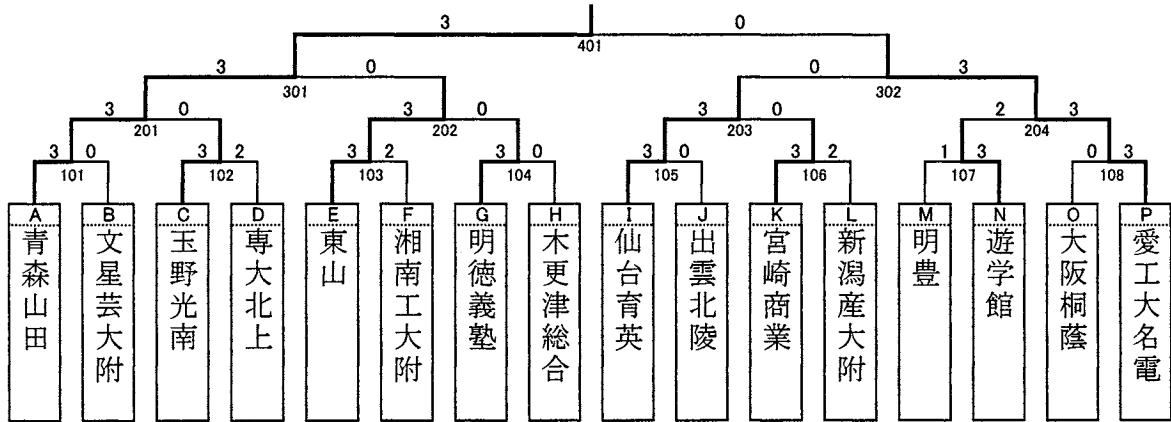 3 0
401
3 0 0 3
301 302
3 0 3 0 3 0 2 3
201 202 203 204
3 0 3 2 3 2 3 0 3 0 3 2 1 3 0 3
101 102 103 104 105 106 107 108
A B C D E F G H I J K L M N O P
青森山田
文星芸大附
玉野光南
専大北上
東山
湘南工大附
明徳義塾
木更津総合
仙台育英
出雲北陵
宮崎商業
新潟産大附
明豊
遊学館
大阪桐蔭
愛工大名電